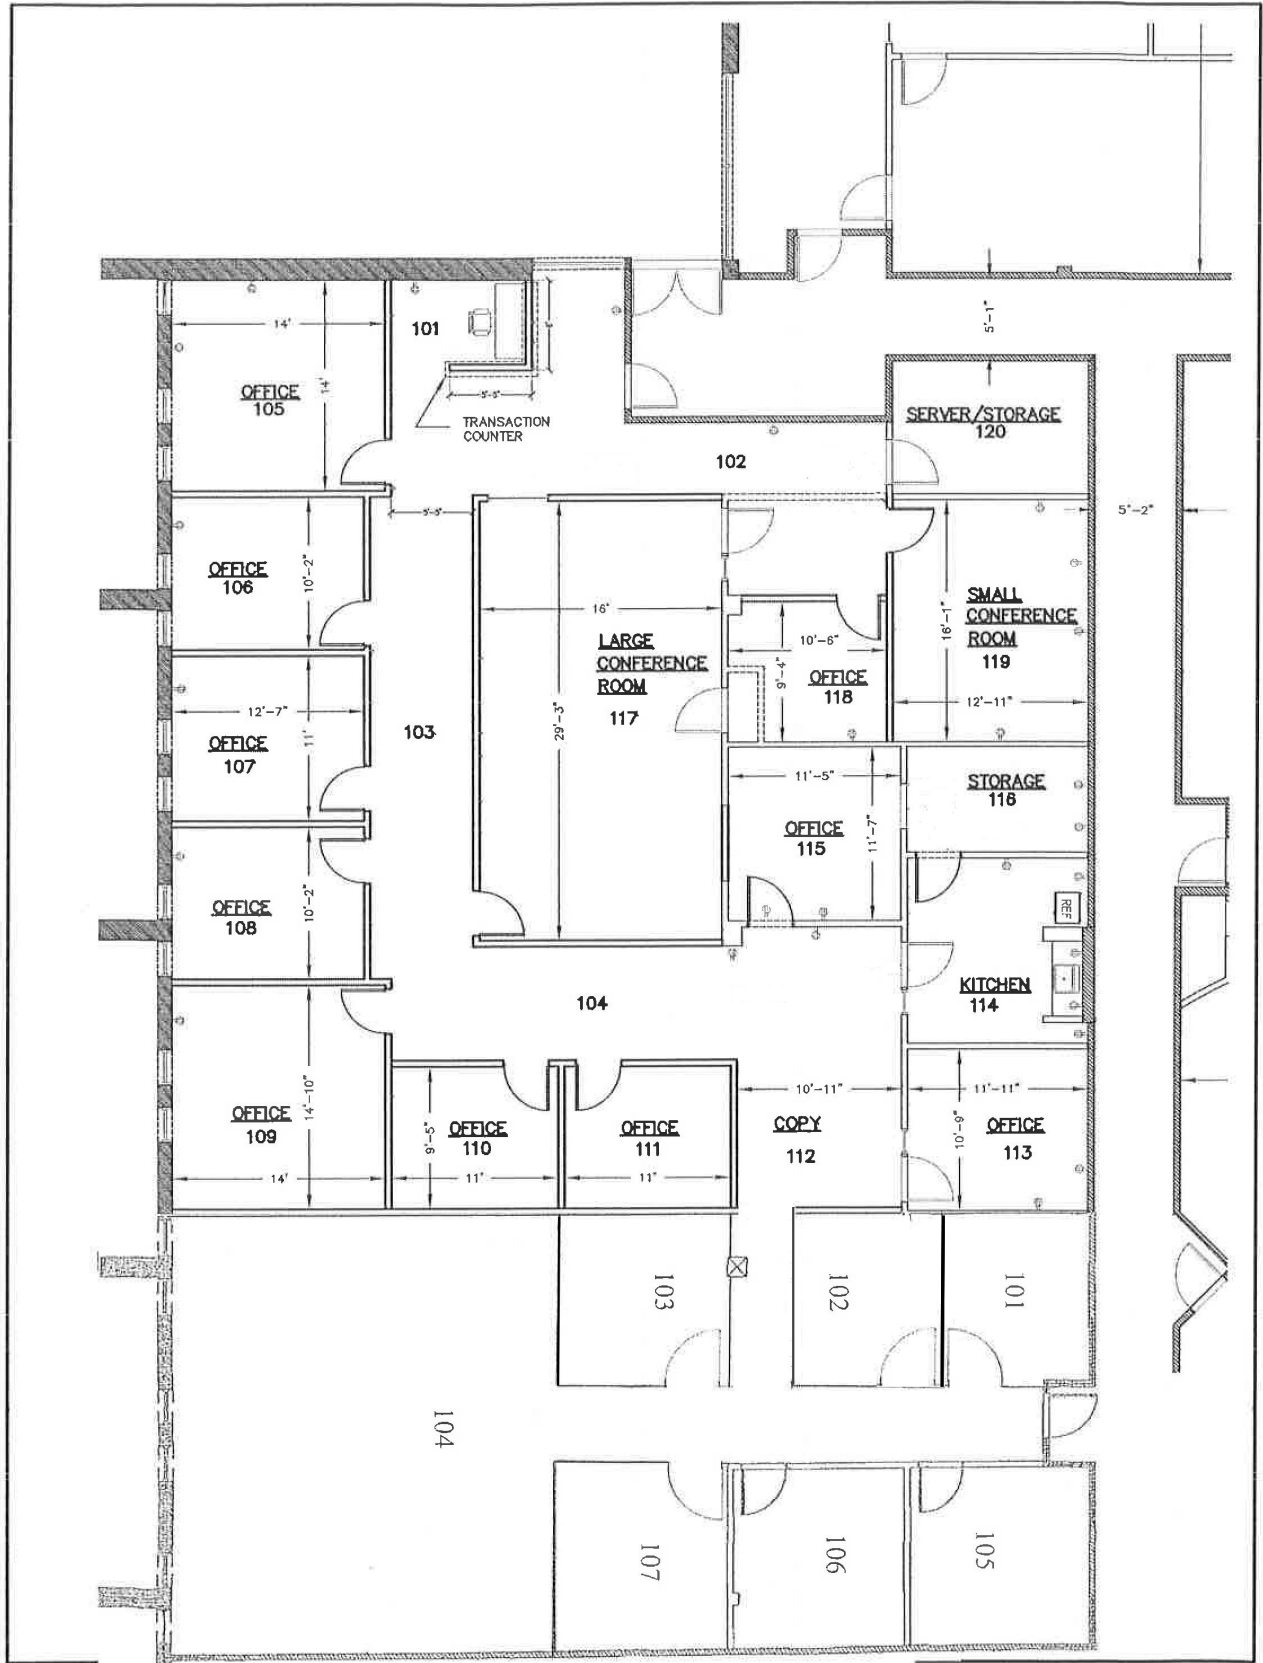 5'-1"
14'
101
6'
OFFICE
105
14'
5'-5"
TRANSACTION
COUNTER
SERVER/STORAGE
120
102
5'-5"
5'-2"
OFFICE
106
10'-2"
16'
LARGE
CONFERENCE
ROOM
117
29'-3"
10'-6"
9'-4"
OFFICE
118
16'-1"
SMALL
CONFERENCE
ROOM
119
12'-11"
12'-7"
OFFICE
107
11'
103
11'-5"
OFFICE
115
11'-7"
STORAGE
116
OFFICE
108
10'-2"
REF
KITCHEN
114
104
OFFICE
109
14'-10"
14'
9'-5"
OFFICE
110
11'
OFFICE
111
11'
10'-11"
COPY
112
11'-11"
10'-9"
OFFICE
113
103
102
101
104
107
106
105